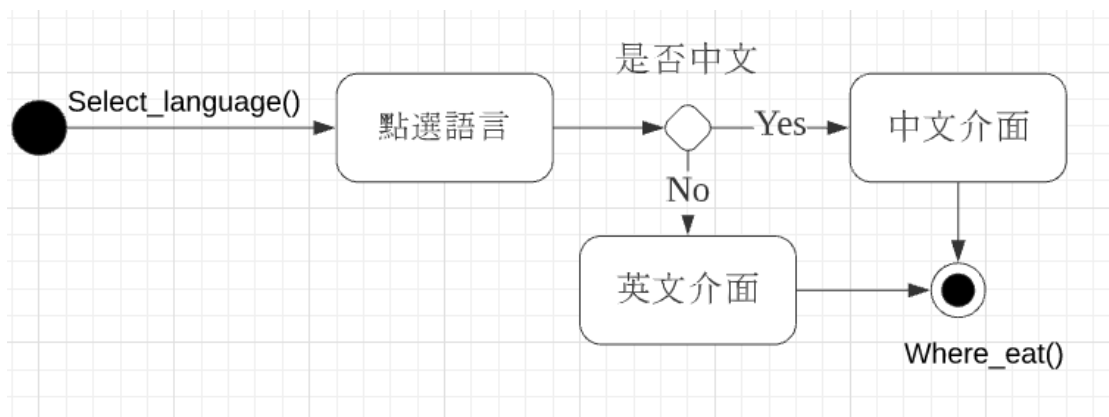 是否中文
Select_language()
點選語言
Yes
中文介面
No
英文介面
Where_eat()